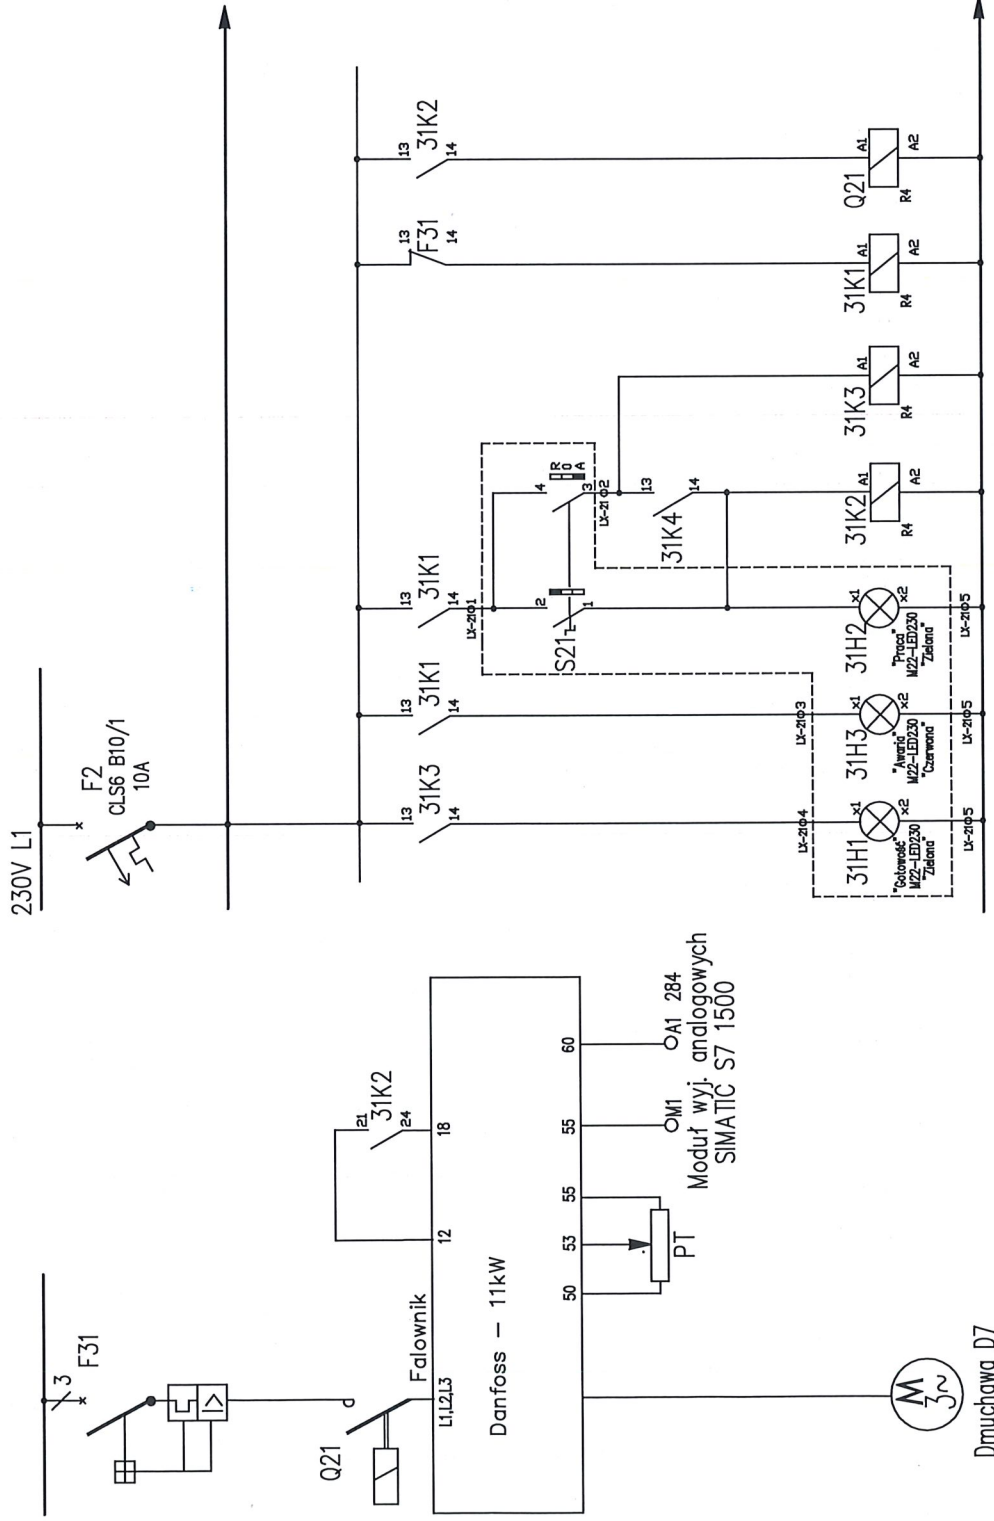 230V L1
F2
CLS6 B10/1
10A
13
31K3
14
13
31K1
14
13
31K1
14
LX-21 1
13
F31
14
13
31K2
14
S21
2
1
4
3
R
0
A
LX-21 2
13
31K4
14
LX-21 4
LX-21 3
31H1
x1
x2
"Gotowość"
M22-LED230
"Zielona"
31H3
x1
x2
"Awaria"
M22-LED230
"Czerwona"
31H2
x1
x2
"Praca"
M22-LED230
"Zielona"
31K2
A1
A2
R4
31K3
A1
A2
R4
31K1
A1
A2
R4
Q21
A1
A2
R4
LX-21 5
LX-21 5
LX-21 5
3
F31
Q21
L1,L2,L3
Falownik
12
18
21
31K2
24
Danfoss – 11kW
50
53
55
55
60
PT
M1
A1 284
Moduł wyj. analogowych
SIMATIC S7 1500
M
3~
Dmuchawa D7